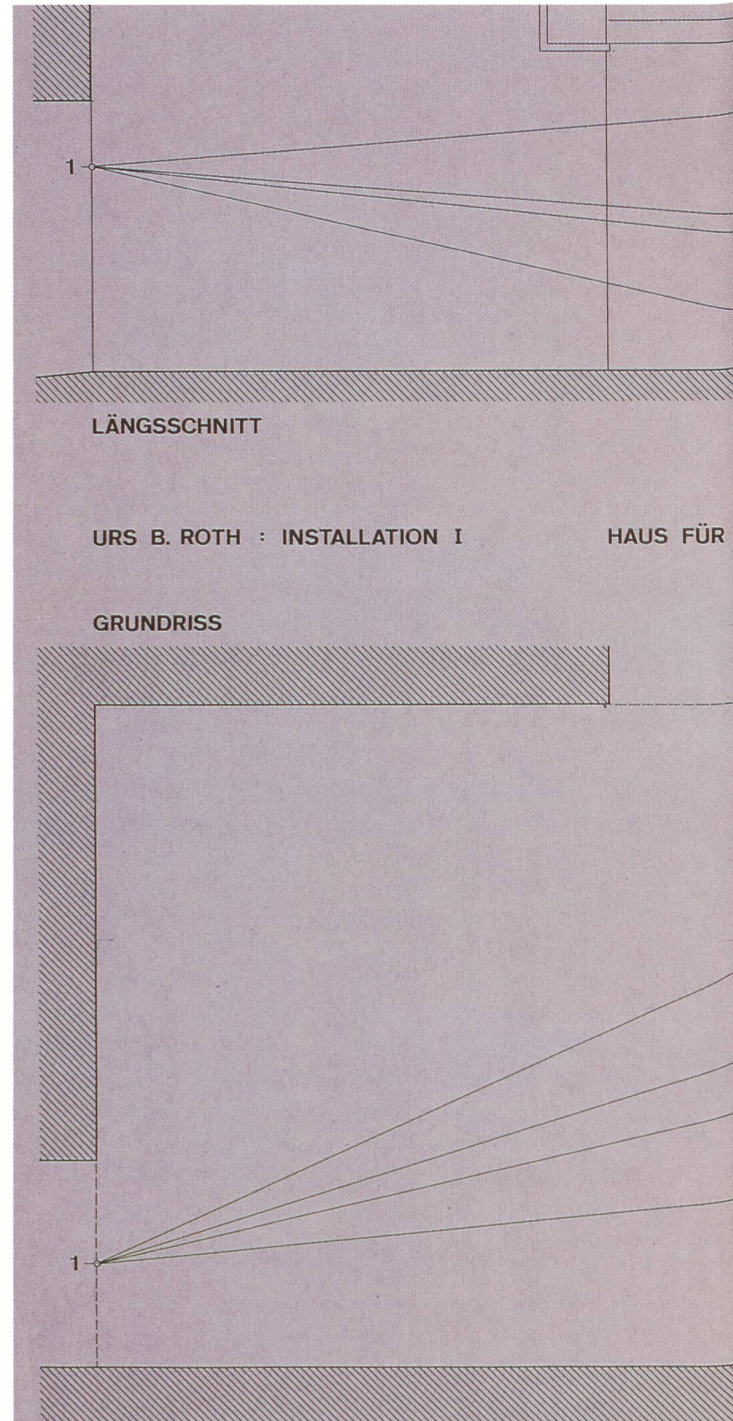 1
LÄNGSSCHNITT
URS B. ROTH : INSTALLATION I HAUS FÜR
GRUNDRISS
1